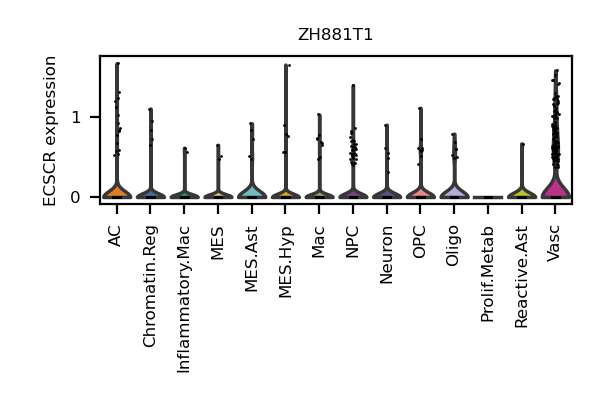 ZH881T1
ECSCR expression
1
0
AC
Chromatin.Reg
Inflammatory.Mac
MES
MES.Ast
MES.Hyp
Mac
NPC
Neuron
OPC
Oligo
Prolif.Metab
Reactive.Ast
Vasc